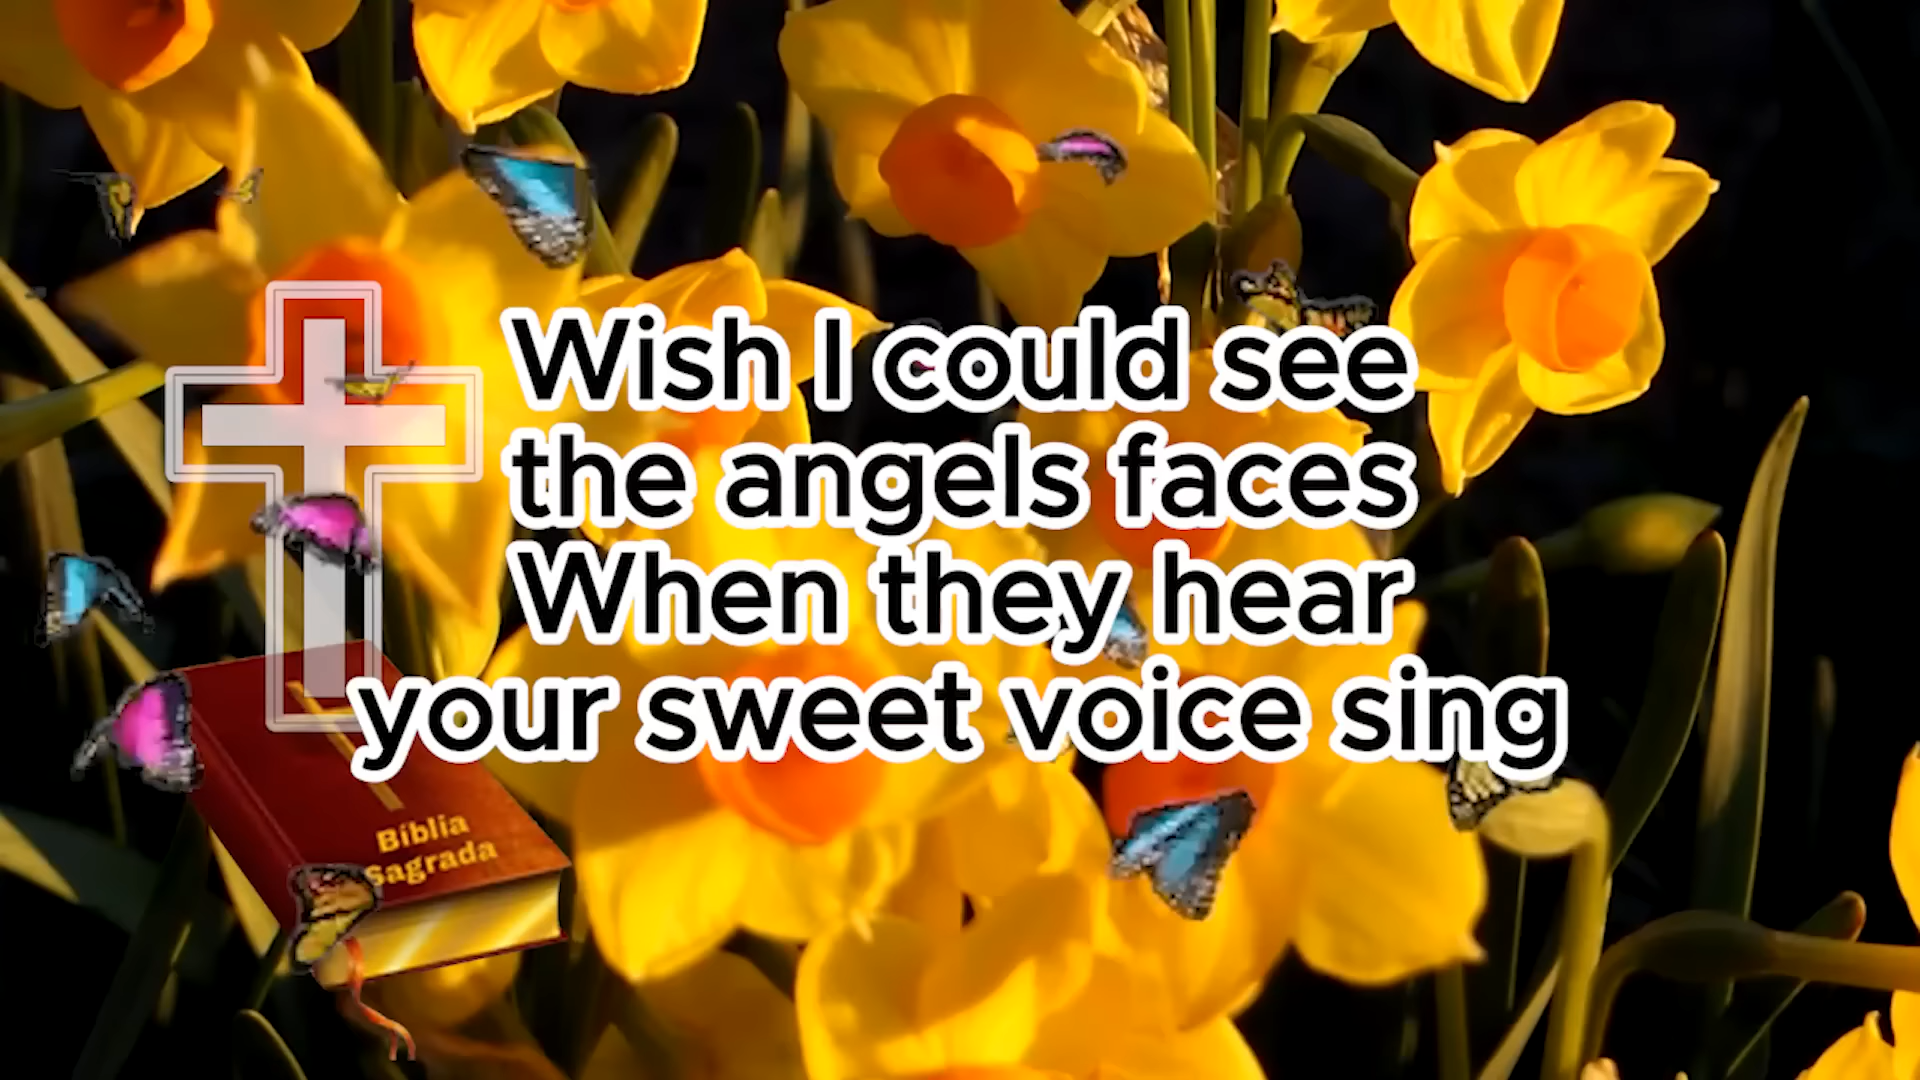 Wish I could see
the angels faces
When they hear
your sweet voice sing
Bíblia
Sagrada